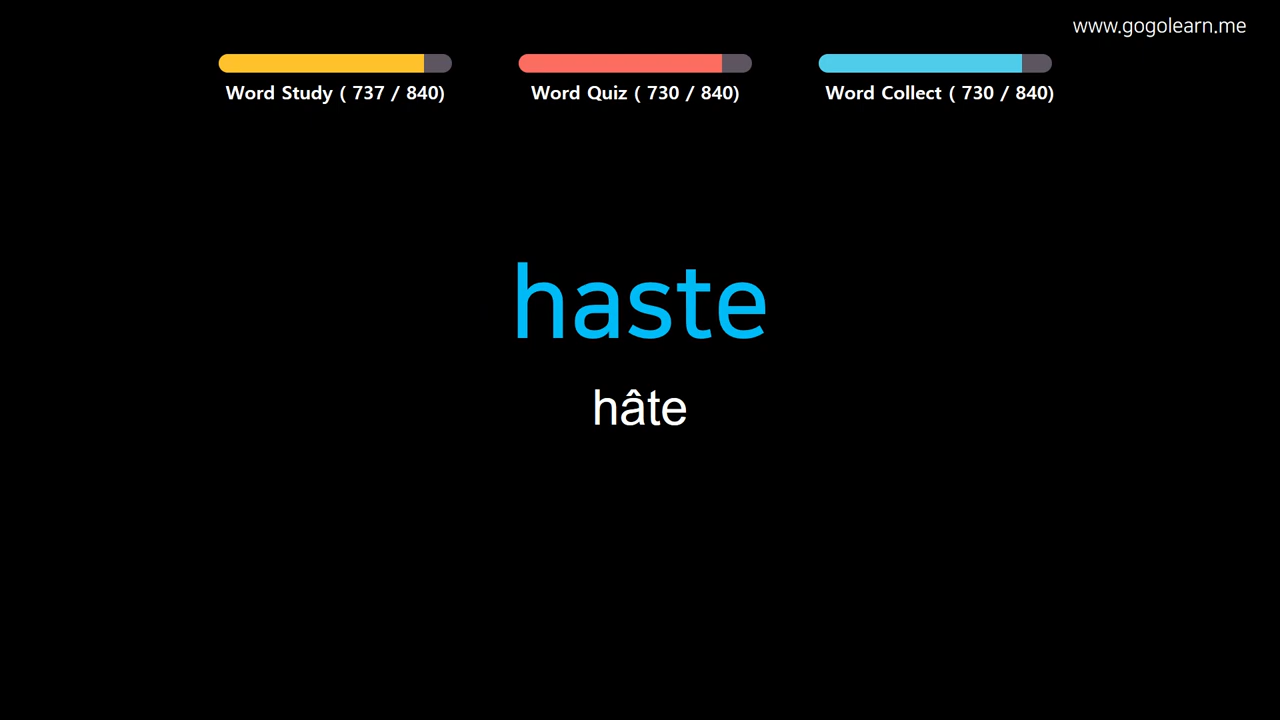 www.gogolearn.me
Word Study ( 737 / 840)
Word Quiz ( 730 / 840)
Word Collect ( 730 / 840)
haste
hâte